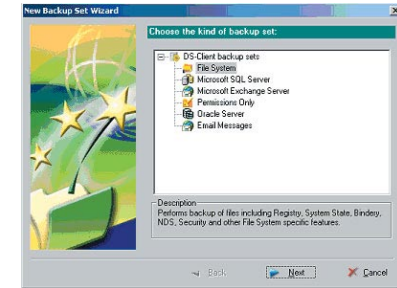 New Backup Set Wizard
Choose the kind of backup set:
DS-Client backup sets
File System
Microsoft SQL Server
Microsoft Exchange Server
Permissions Only
Oracle Server
Email Messages
Description
Performs backup of files including Registry, System State, Bindery,
NDS, Security and other File System specific features.
Back
Next
Cancel